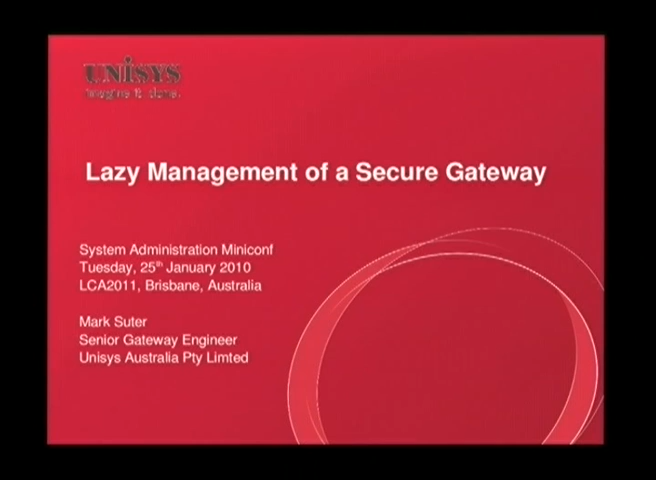 UNiSYS
imagine it. done.
Lazy Management of a Secure Gateway
System Administration Miniconf
Tuesday, 25th January 2010
LCA2011, Brisbane, Australia
Mark Suter
Senior Gateway Engineer
Unisys Australia Pty Limted